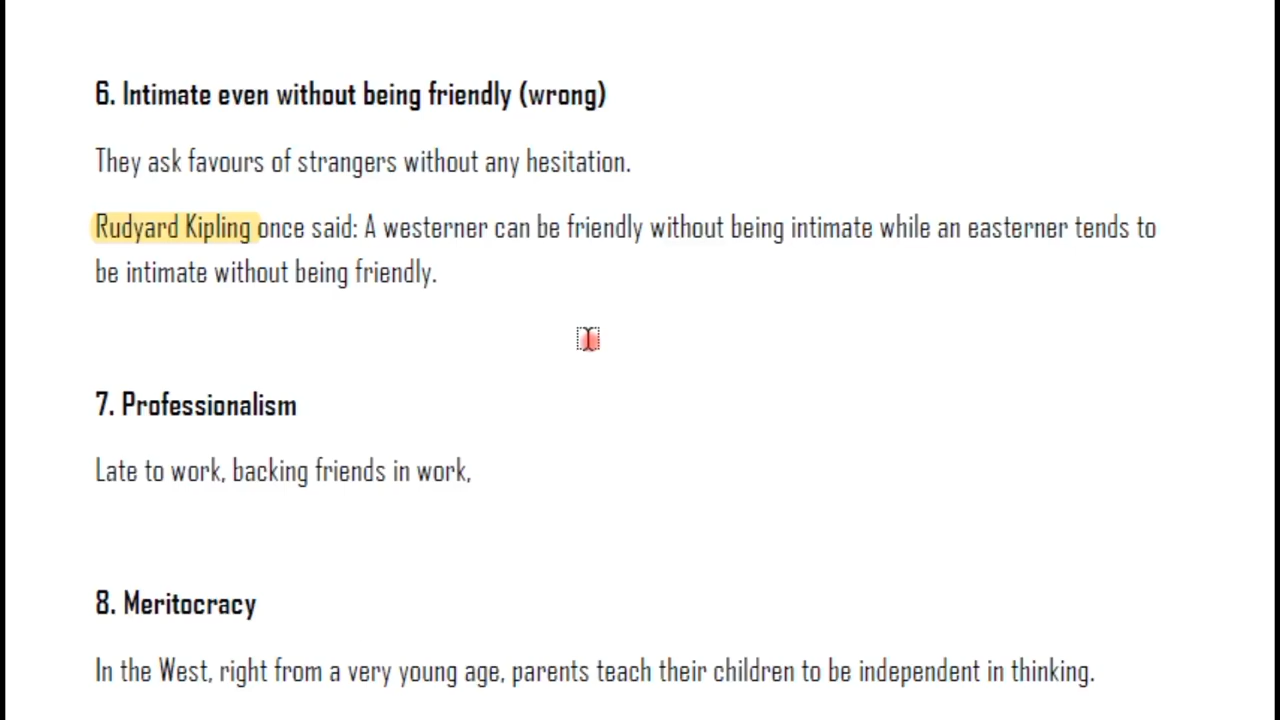 6. Intimate even without being friendly (wrong)
They ask favours of strangers without any hesitation.
Rudyard Kipling once said: A westerner can be friendly without being intimate while an easterner tends to
be intimate without being friendly.
7. Professionalism
Late to work, backing friends in work,
8. Meritocracy
In the West, right from a very young age, parents teach their children to be independent in thinking.